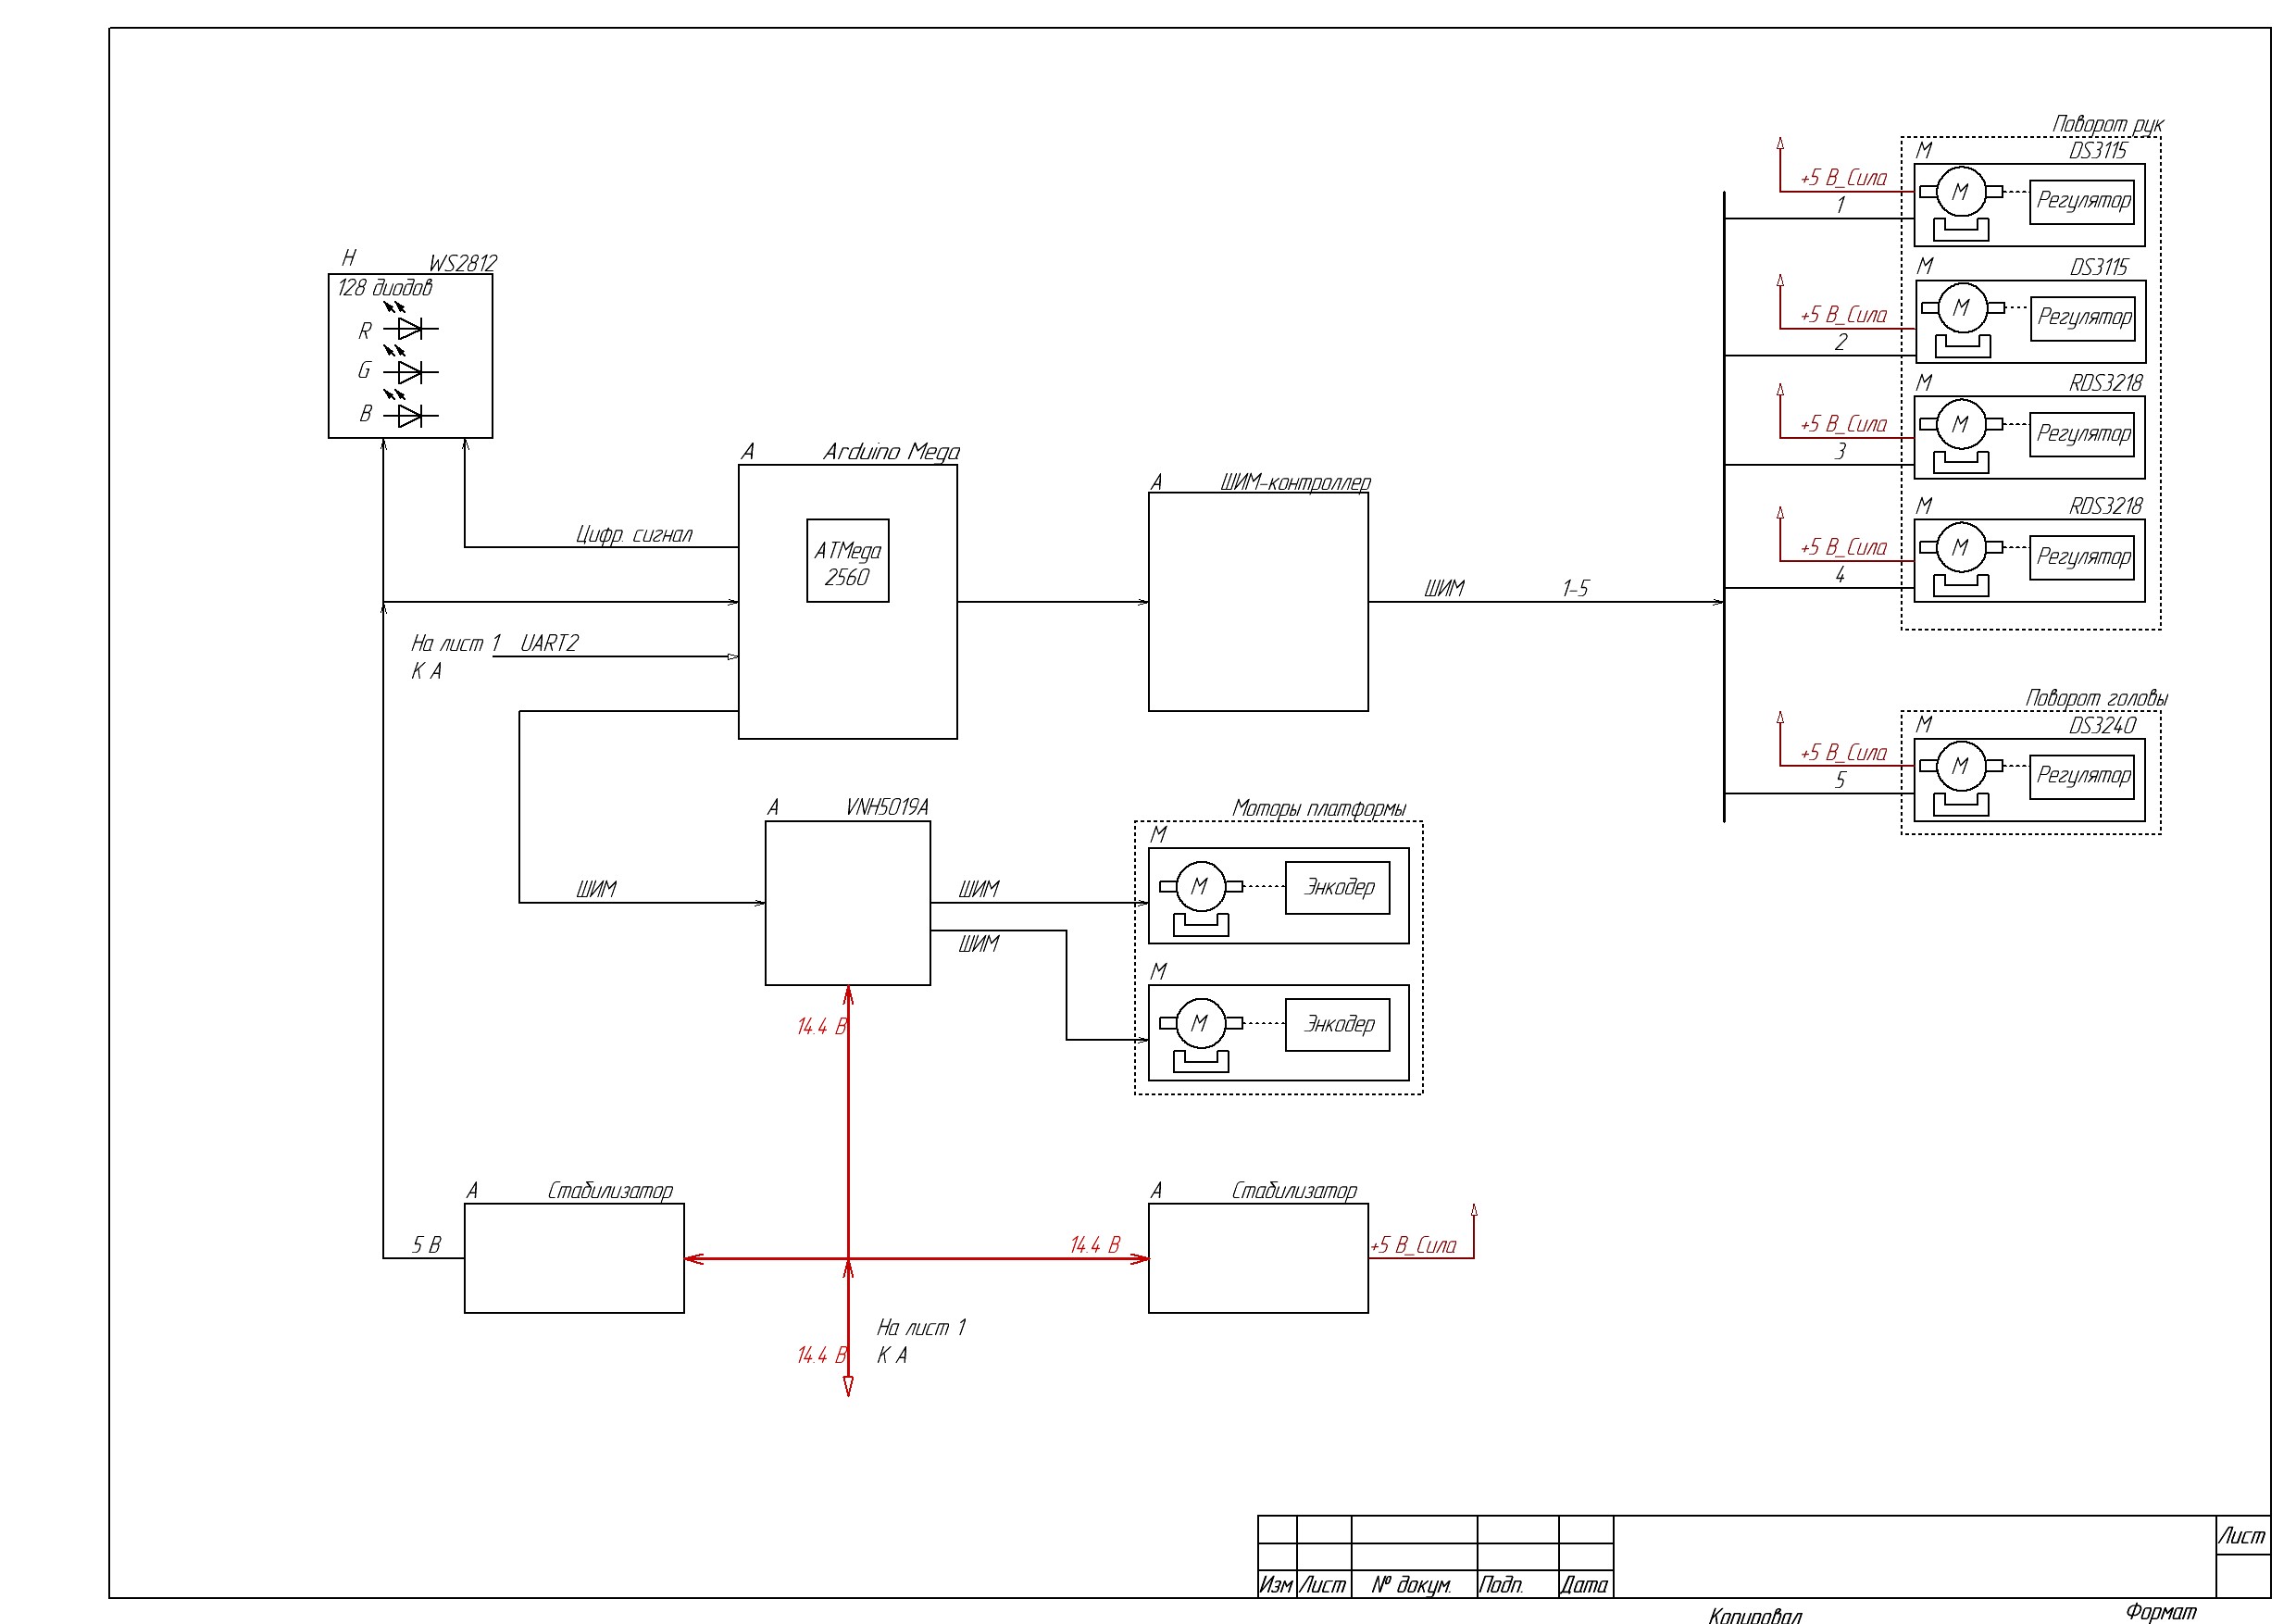 Поворот рук
М DS3115
+5 В_Сила
М
Регулятор
1
М DS3115
+5 В_Сила
М
Регулятор
2
М RDS3218
+5 В_Сила
М
Регулятор
3
М RDS3218
+5 В_Сила
М
Регулятор
4
Поворот головы
М DS3240
+5 В_Сила
М
Регулятор
5
Н WS2812
128 диодов
R
G
B
А Arduino Mega
ATMega
2560
Цифр. сигнал
На лист 1 UART2
К А
А ШИМ-контроллер
ШИМ 1-5
А VNH5019A
ШИМ
ШИМ
ШИМ
Моторы платформы
М
М
Энкодер
М
М
Энкодер
14.4 В
А Стабилизатор
5 В
14.4 В
А Стабилизатор
+5 В_Сила
14.4 В
На лист 1
К А
Изм Лист № докум. Подп. Дата
Лист
Копировал
Формат